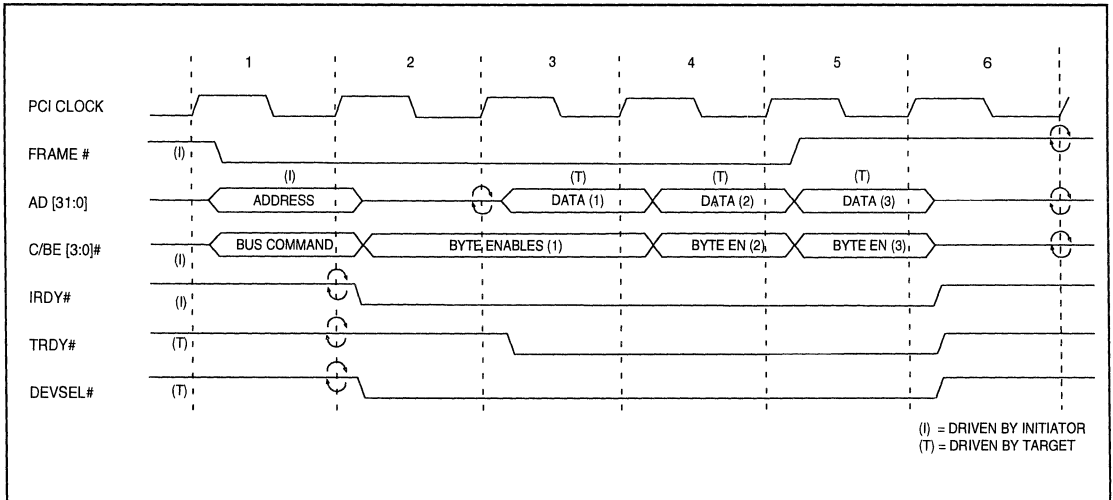 1 2 3 4 5 6
PCI CLOCK
FRAME # (I)
(I) (T) (T) (T)
AD [31:0] ADDRESS DATA (1) DATA (2) DATA (3)
C/BE [3:0]# (I) BUS COMMAND BYTE ENABLES (1) BYTE EN (2) BYTE EN (3)
IRDY# (I)
TRDY# (T)
DEVSEL# (T)
(I) = DRIVEN BY INITIATOR
(T) = DRIVEN BY TARGET